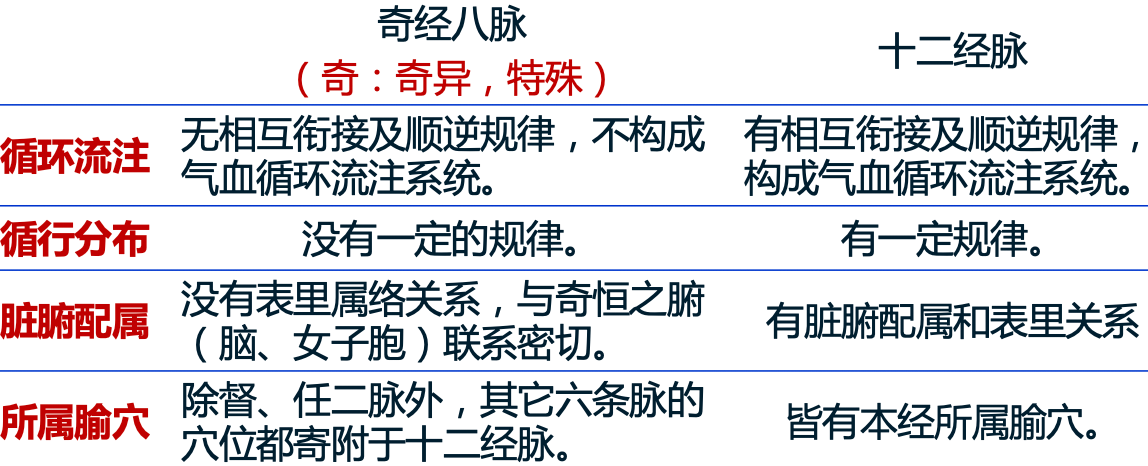 奇经八脉
（奇：奇异，特殊）
十二经脉
循环流注
无相互衔接及顺逆规律，不构成
气血循环流注系统。
有相互衔接及顺逆规律，
构成气血循环流注系统。
循行分布
没有一定的规律。
有一定规律。
脏腑配属
没有表里属络关系，与奇恒之腑
（脑、女子胞）联系密切。
有脏腑配属和表里关系
所属腧穴
除督、任二脉外，其它六条脉的
穴位都寄附于十二经脉。
皆有本经所属腧穴。